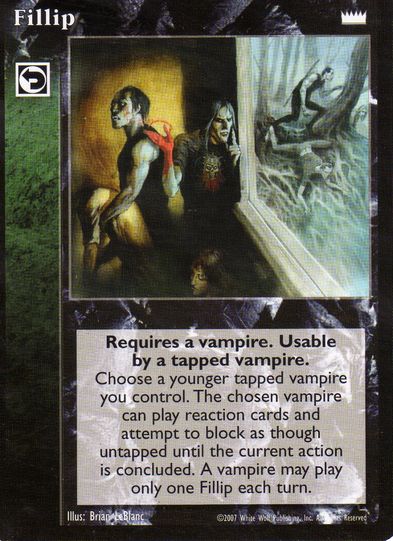 Fillip
Requires a vampire. Usable
by a tapped vampire.
Choose a younger tapped vampire
you control. The chosen vampire
can play reaction cards and
attempt to block as though
untapped until the current action
is concluded. A vampire may play
only one Fillip each turn.
Illus: Brian LeBlanc
©2007 White Wolf Publishing, Inc. All Rights Reserved